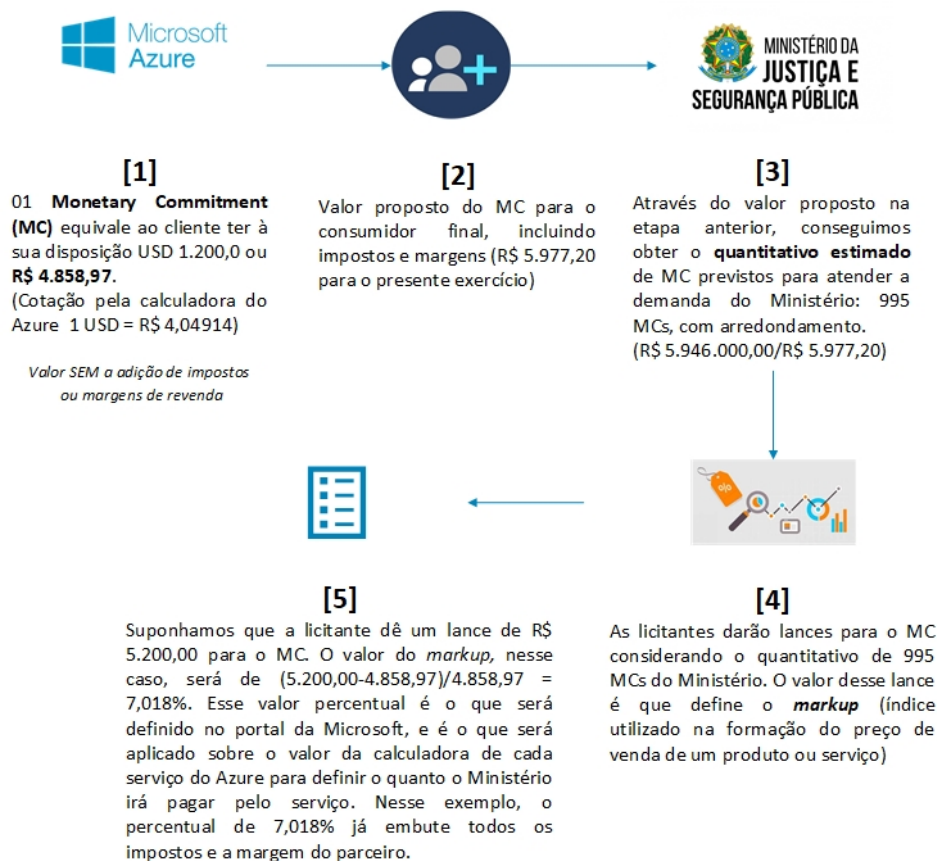 Microsoft
Azure
MINISTÉRIO DA
JUSTIÇA E
SEGURANÇA PÚBLICA
[1]
01 Monetary Commitment
(MC) equivale ao cliente ter à
sua disposição USD 1.200,0 ou
R$ 4.858,97.
(Cotação pela calculadora do
Azure 1 USD = R$ 4,04914)
Valor SEM a adição de impostos
ou margens de revenda
[2]
Valor proposto do MC para o
consumidor final, incluindo
impostos e margens (R$ 5.977,20
para o presente exercício)
[3]
Através do valor proposto na
etapa anterior, conseguimos
obter o quantitativo estimado
de MC previstos para atender a
demanda do Ministério: 995
MCs, com arredondamento.
(R$ 5.946.000,00/R$ 5.977,20)
[4]
As licitantes darão lances para o MC
considerando o quantitativo de 995
MCs do Ministério. O valor desse lance
é que define o markup (índice
utilizado na formação do preço de
venda de um produto ou serviço)
[5]
Suponhamos que a licitante dê um lance de R$
5.200,00 para o MC. O valor do markup, nesse
caso, será de (5.200,00-4.858,97)/4.858,97 =
7,018%. Esse valor percentual é o que será
definido no portal da Microsoft, e é o que será
aplicado sobre o valor da calculadora de cada
serviço do Azure para definir o quanto o Ministério
irá pagar pelo serviço. Nesse exemplo, o
percentual de 7,018% já embute todos os
impostos e a margem do parceiro.